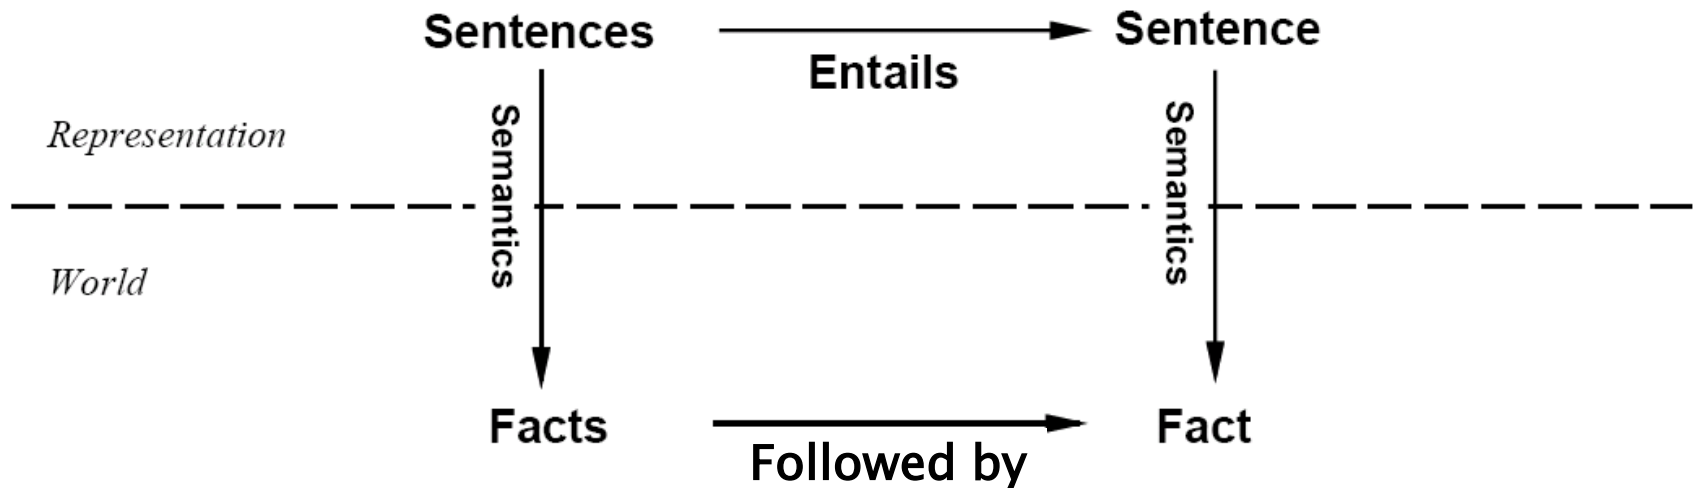 Sentences
Sentence
Entails
Semantics
Semantics
Representation
World
Facts
Fact
Followed by